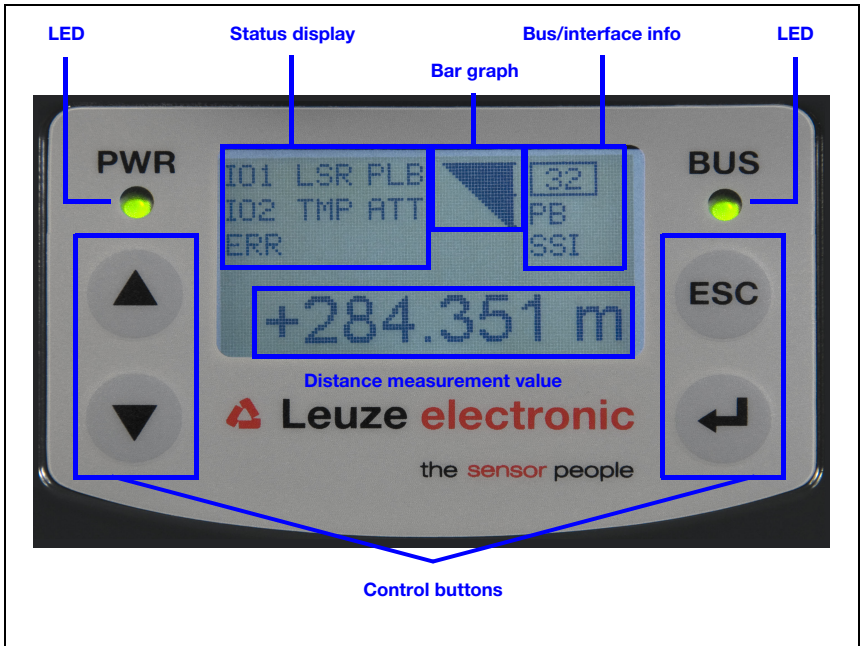 LED Status display Bus/interface info LED
Bar graph
PWR
BUS
IO1 LSR PLB
IO2 TMP ATT
ERR
32
PB
SSI
ESC
+284.351 m
Distance measurement value
Leuze electronic
the sensor people
Control buttons